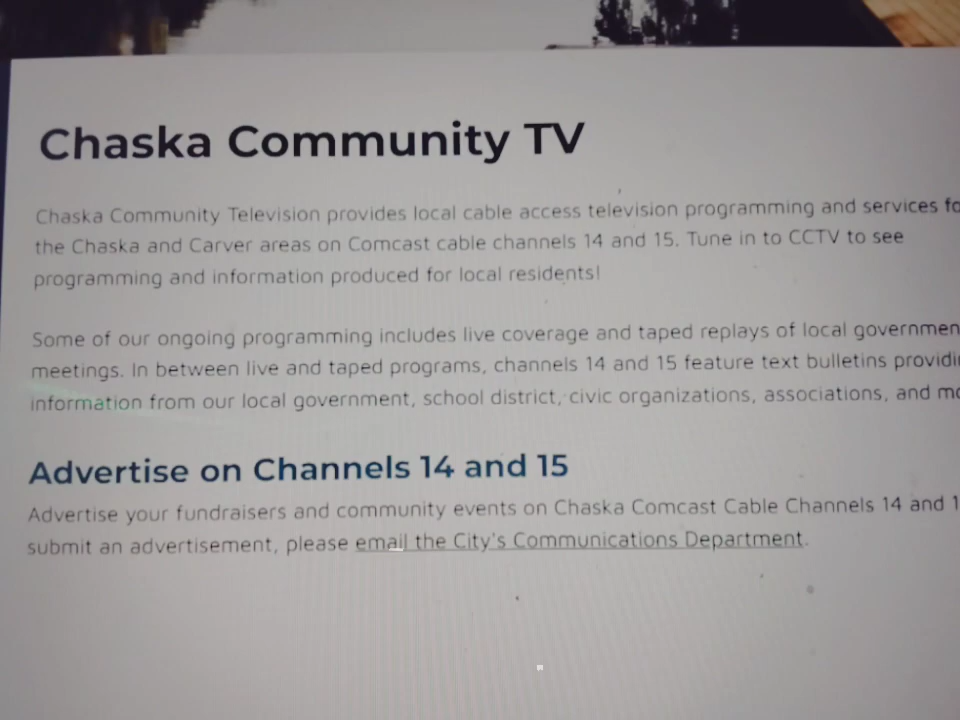 Chaska Community TV
Chaska Community Television provides local cable access television programming and services
the Chaska and Carver areas on Comcast cable channels 14 and 15. Tune in to CCTV to see
programming and information produced for local residents!
Some of our ongoing programming includes live coverage and taped replays of local
meetings. In between live and taped programs, channels 14 and 15 feature text bulletins
information from our local government, school district, civic organizations, associations, and
Advertise on Channels 14 and 15
Advertise your fundraisers and community events on Chaska Comcast Cable Channels 14 and
submit an advertisement, please email the City's Communications Department.